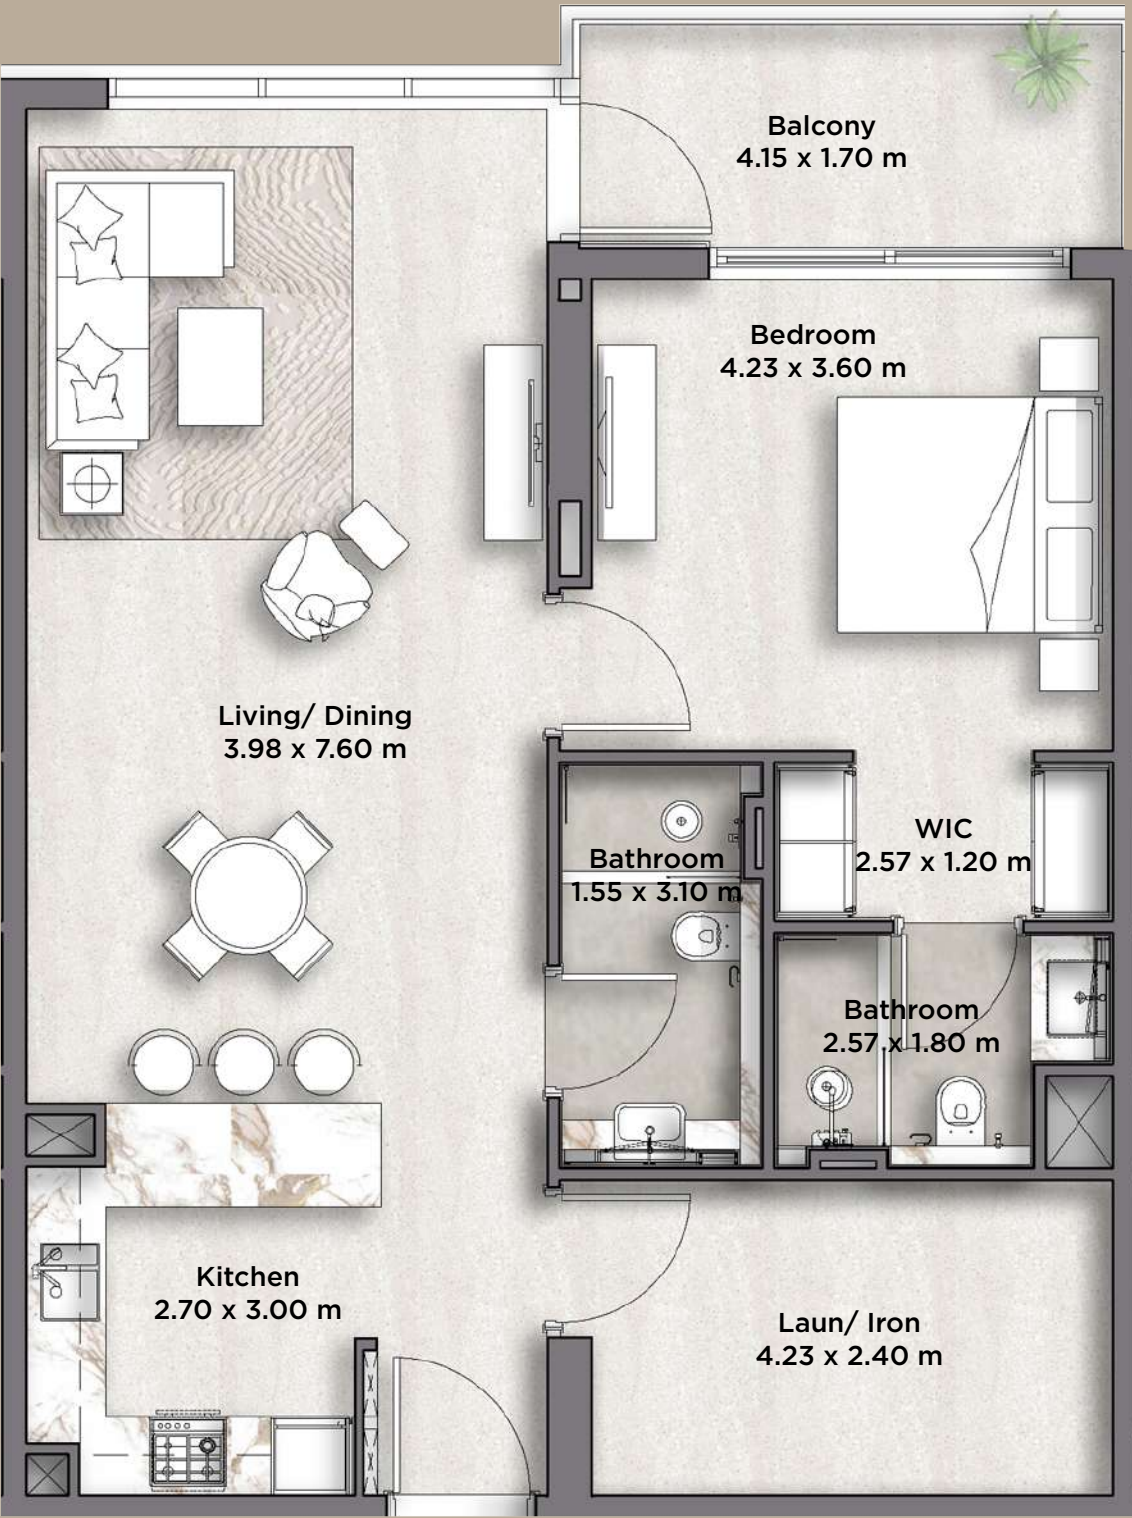 Balcony
4.15 x 1.70 m
Bedroom
4.23 x 3.60 m
Living/ Dining
3.98 x 7.60 m
WIC
2.57 x 1.20 m
Bathroom
1.55 x 3.10 m
Bathroom
2.57 x 1.80 m
Kitchen
2.70 x 3.00 m
Laun/ Iron
4.23 x 2.40 m